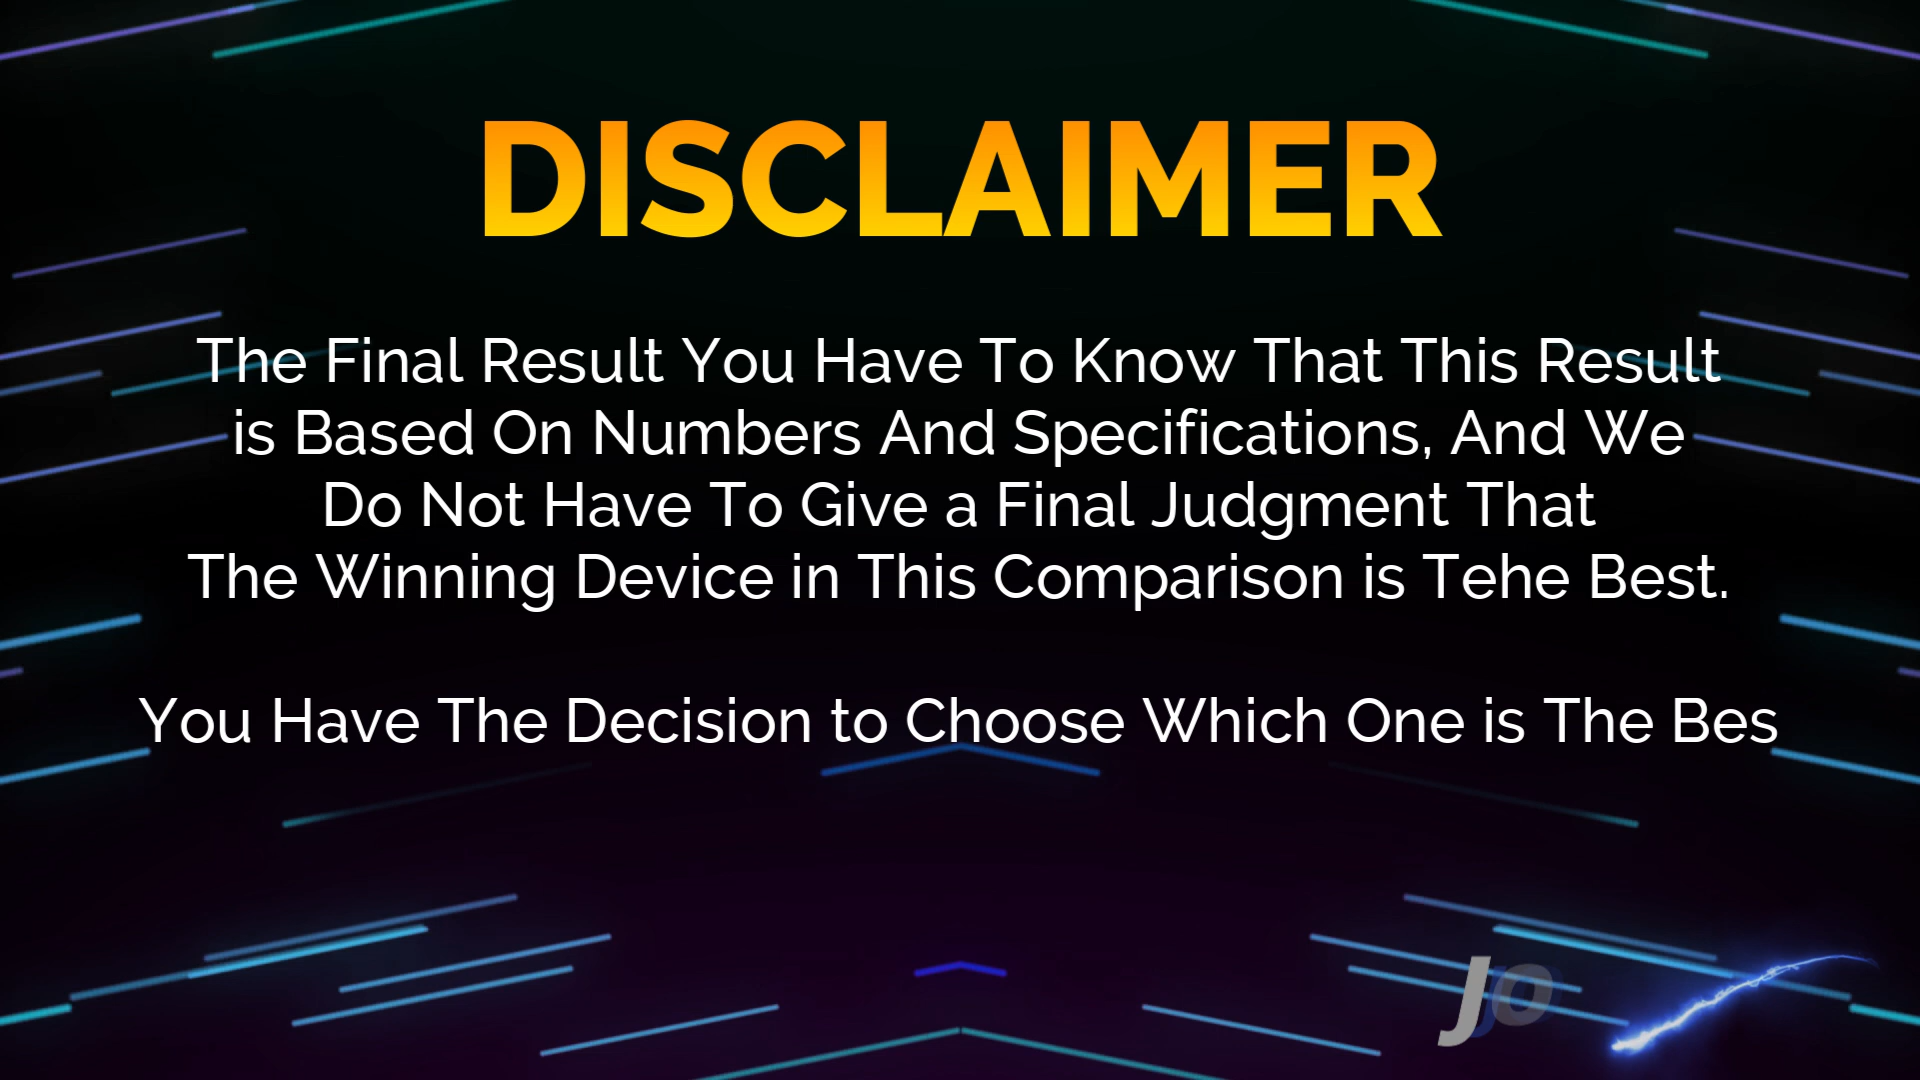 DISCLAIMER
The Final Result You Have To Know That This Result
is Based On Numbers And Specifications, And We
Do Not Have To Give a Final Judgment That
The Winning Device in This Comparison is Tehe Best.
You Have The Decision to Choose Which One is The Bes
JO